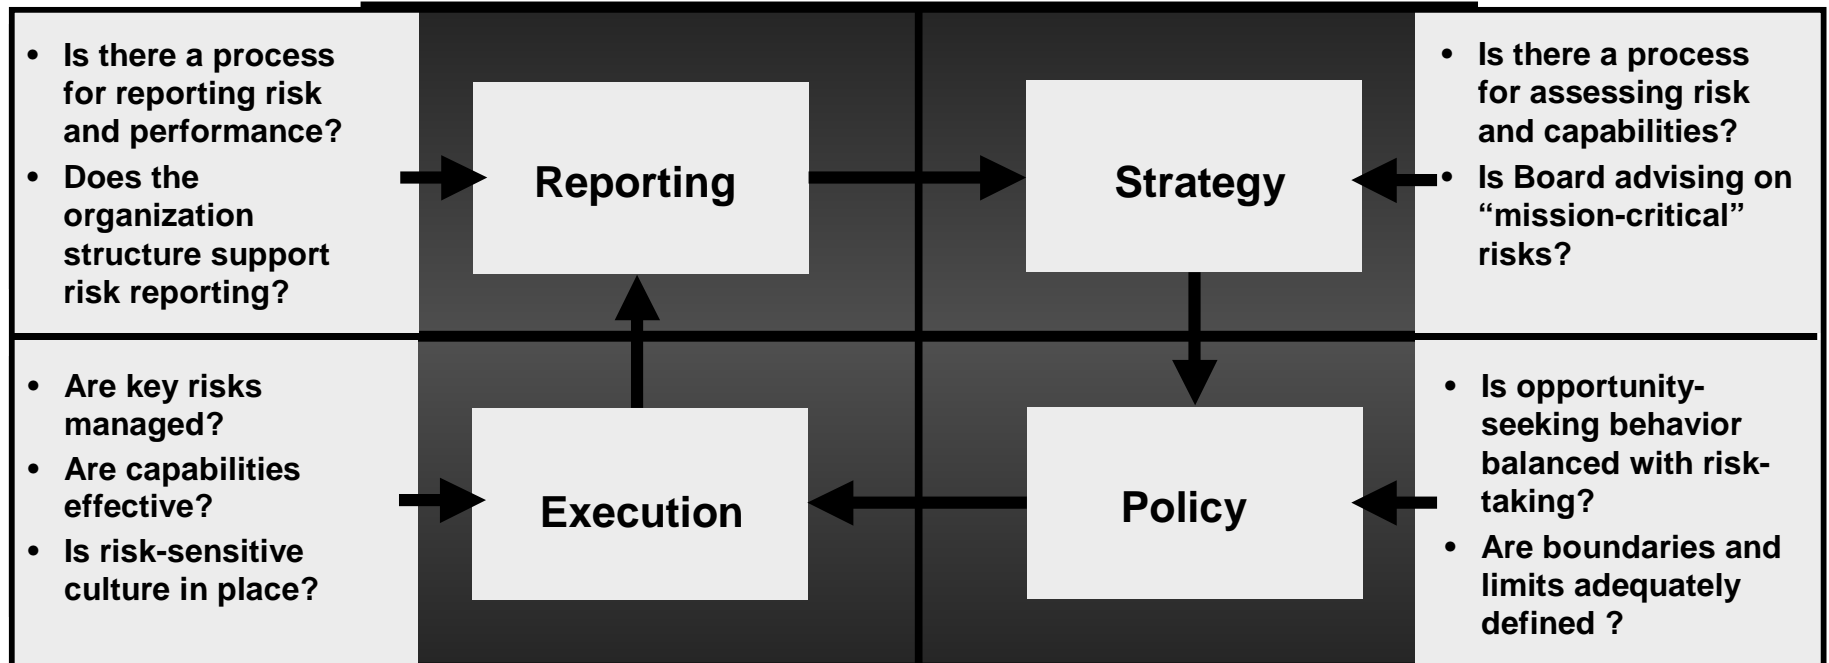 • Is there a process
for reporting risk
and performance?
• Does the
organization
structure support
risk reporting?
Reporting
Strategy
• Is there a process
for assessing risk
and capabilities?
• Is Board advising on
“mission-critical”
risks?
• Are key risks
managed?
• Are capabilities
effective?
• Is risk-sensitive
culture in place?
Execution
Policy
• Is opportunity-
seeking behavior
balanced with risk-
taking?
• Are boundaries and
limits adequately
defined ?